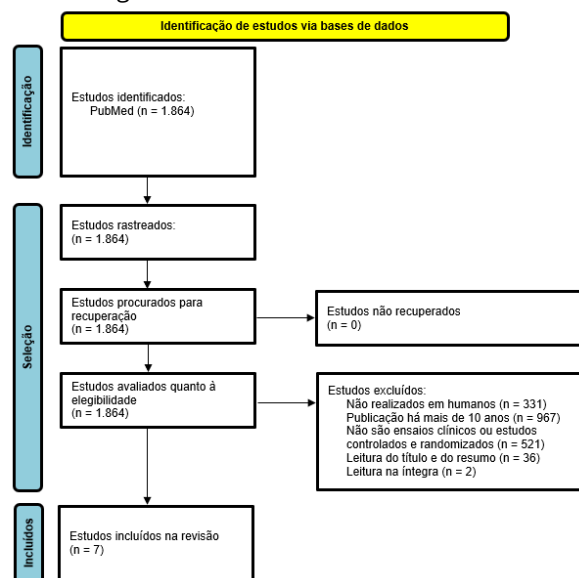 Identificação de estudos via bases de dados
Identificação
Estudos identificados:
PubMed (n = 1.864)
Seleção
Estudos rastreados:
(n = 1.864)
Estudos procurados para
recuperação
(n = 1.864)
Estudos não recuperados
(n = 0)
Estudos avaliados quanto à
elegibilidade
(n = 1.864)
Estudos excluídos:
Não realizados em humanos (n = 331)
Publicação há mais de 10 anos (n = 967)
Não são ensaios clínicos ou estudos
controlados e randomizados (n = 521)
Leitura do título e do resumo (n = 36)
Leitura na íntegra (n = 2)
Incluídos
Estudos incluídos na revisão
(n = 7)